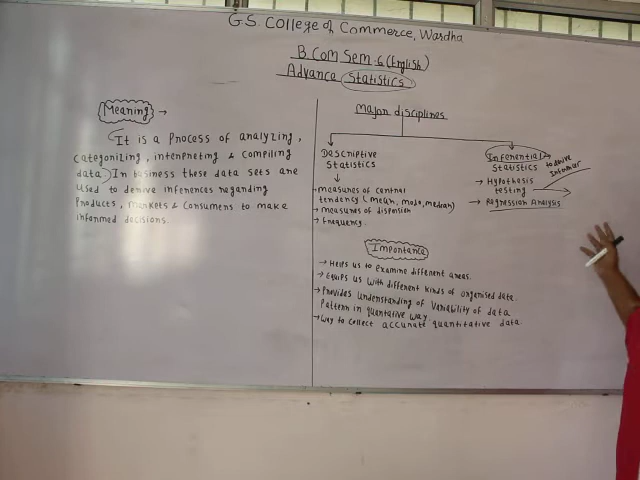 G.S. College of Commerce, Wardha
B.Com Sem-6 (English)
Advance Statistics
Meaning →
It is a Process of analyzing,
categorizing, interpreting & compiling
data. In business these data sets are
used to derive inferences regarding
Products, markets & consumers to make
informed decisions.
Major disciplines
Descriptive
Statistics
→ measures of central
tendency (mean, mode, median)
→ measures of dispersion
→ Frequency.
Inferential →
Statistics
to derive
→ Hypothesis
testing
→ Regression Analysis
Importance
→ Helps us to examine different areas.
→ Equips us with different kinds of organised data.
→ Provides understanding of variability of data
Pattern in quantative way.
→ Way to collect accurate quantitative data.